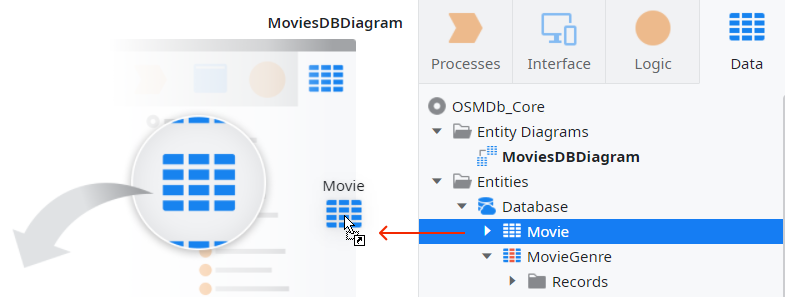 MoviesDBDiagram
Movie
Processes
Interface
Logic
Data
OSMDb_Core
Entity Diagrams
MoviesDBDiagram
Entities
Database
Movie
MovieGenre
Records